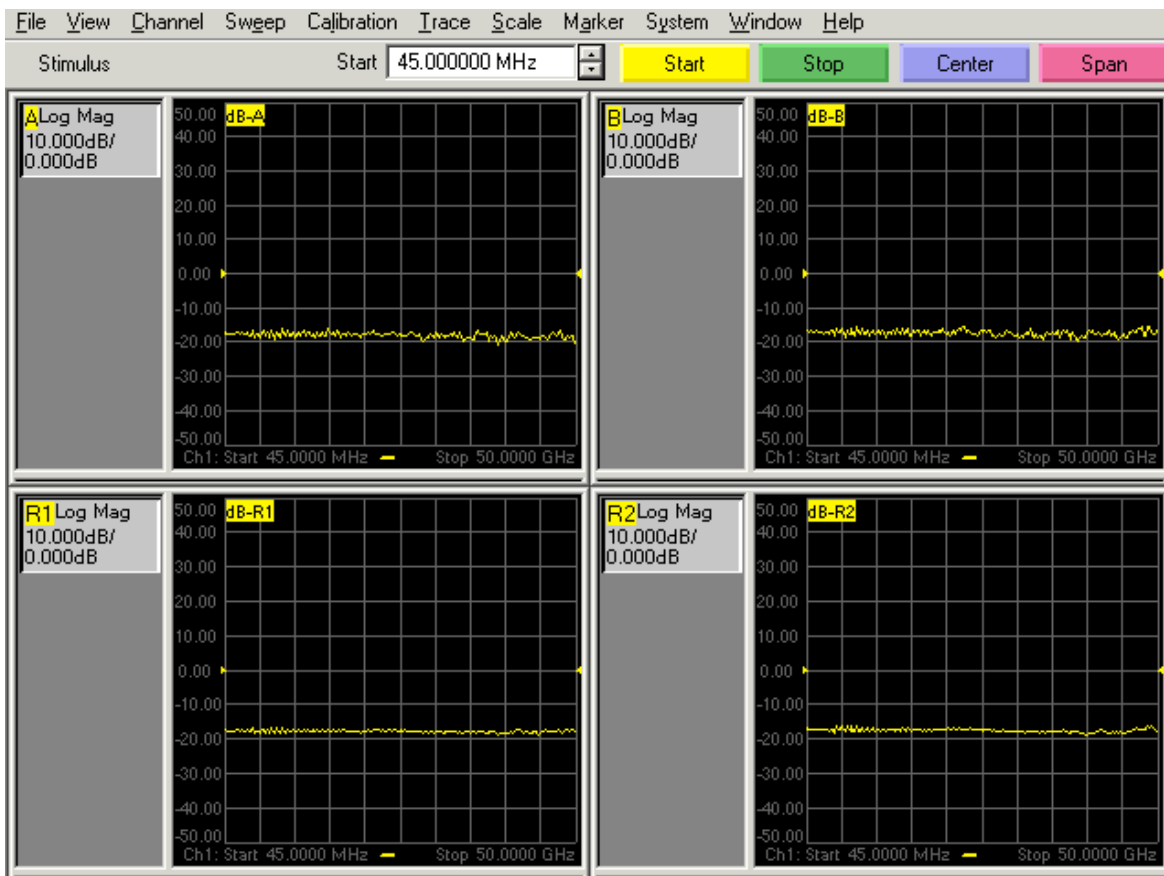 File View Channel Sweep Calibration Trace Scale Marker System Window Help
Stimulus Start 45.000000 MHz Start Stop Center Span
A Log Mag
10.000dB/
0.000dB
50.00 dB-A
40.00
30.00
20.00
10.00
0.00
-10.00
-20.00
-30.00
-40.00
-50.00
Ch1: Start 45.0000 MHz Stop 50.0000 GHz
B Log Mag
10.000dB/
0.000dB
50.00 dB-B
40.00
30.00
20.00
10.00
0.00
-10.00
-20.00
-30.00
-40.00
-50.00
Ch1: Start 45.0000 MHz Stop 50.0000 GHz
R1 Log Mag
10.000dB/
0.000dB
50.00 dB-R1
40.00
30.00
20.00
10.00
0.00
-10.00
-20.00
-30.00
-40.00
-50.00
Ch1: Start 45.0000 MHz Stop 50.0000 GHz
R2 Log Mag
10.000dB/
0.000dB
50.00 dB-R2
40.00
30.00
20.00
10.00
0.00
-10.00
-20.00
-30.00
-40.00
-50.00
Ch1: Start 45.0000 MHz Stop 50.0000 GHz